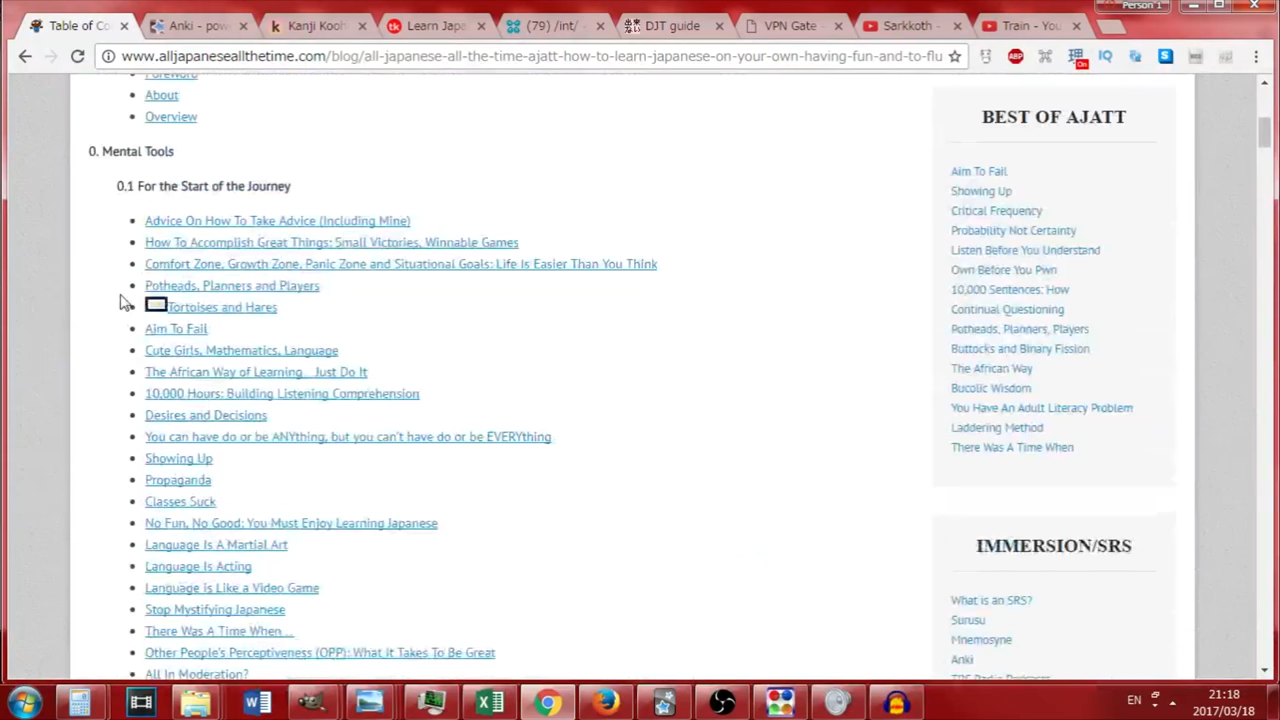 Person 1
Table of Co
Anki - pow
Kanji Kooh
Learn Japa
(79) /int/ -
DJT guide
VPN Gate -
Sarkkoth -
Train - You
www.alljapaneseallthetime.com/blog/all-japanese-all-the-time-ajatt-how-to-learn-japanese-on-your-own-having-fun-and-to-flu
Foreword
About
Overview
0. Mental Tools
0.1 For the Start of the Journey
Advice On How To Take Advice (Including Mine)
How To Accomplish Great Things: Small Victories, Winnable Games
Comfort Zone, Growth Zone, Panic Zone and Situational Goals: Life Is Easier Than You Think
Potheads, Planners and Players
Tortoises and Hares
Aim To Fail
Cute Girls, Mathematics, Language
The African Way of Learning... Just Do It
10,000 Hours: Building Listening Comprehension
Desires and Decisions
You can have do or be ANYthing, but you can't have do or be EVERYthing
Showing Up
Propaganda
Classes Suck
No Fun, No Good: You Must Enjoy Learning Japanese
Language Is A Martial Art
Language Is Acting
Language is Like a Video Game
Stop Mystifying Japanese
There Was A Time When ...
Other People's Perceptiveness (OPP): What it Takes To Be Great
All In Moderation?
BEST OF AJATT
Aim To Fail
Showing Up
Critical Frequency
Probability Not Certainty
Listen Before You Understand
Own Before You Pwn
10,000 Sentences: How
Continual Questioning
Potheads, Planners, Players
Buttocks and Binary Fission
The African Way
Bucolic Wisdom
You Have An Adult Literacy Problem
Laddering Method
There Was A Time When
IMMERSION/SRS
What is an SRS?
Surusu
Mnemosyne
Anki
EN
21:18
2017/03/18